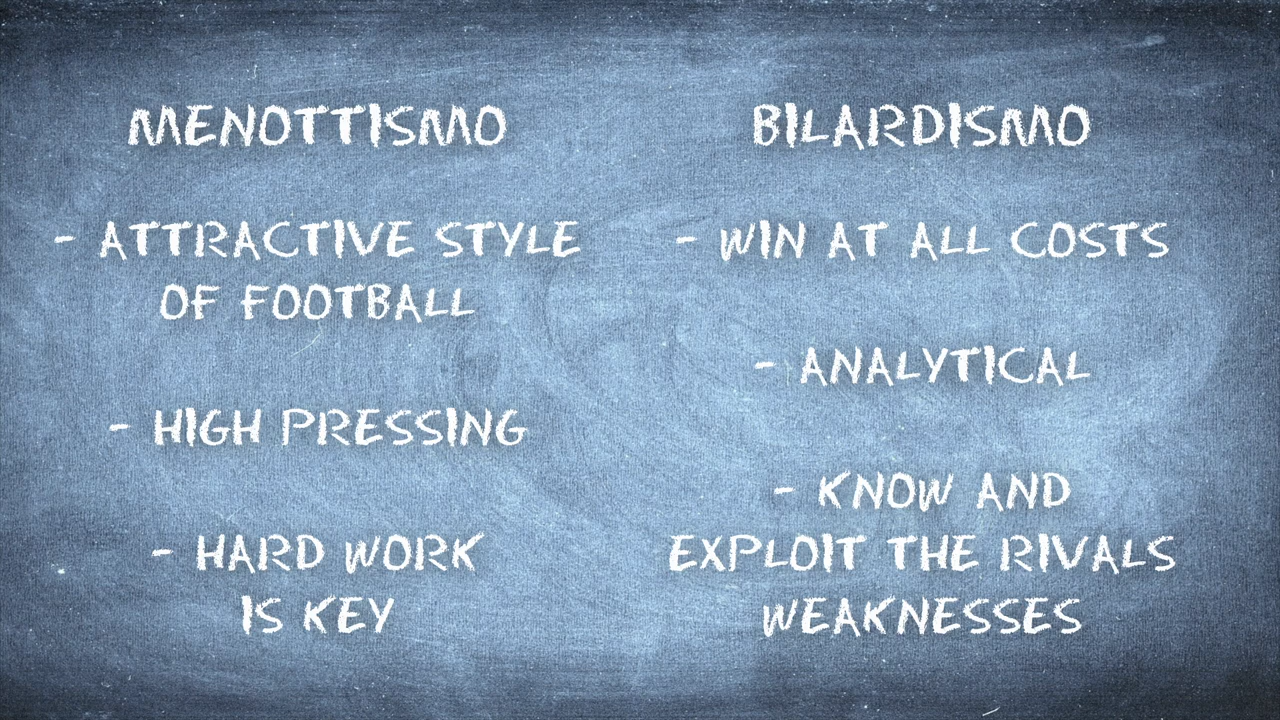 MENOTTISMO
- ATTRACTIVE STYLE
OF FOOTBALL
- HIGH PRESSING
- HARD WORK
IS KEY
BILARDISMO
- WIN AT ALL COSTS
- ANALYTICAL
- KNOW AND
EXPLOIT THE RIVALS
WEAKNESSES